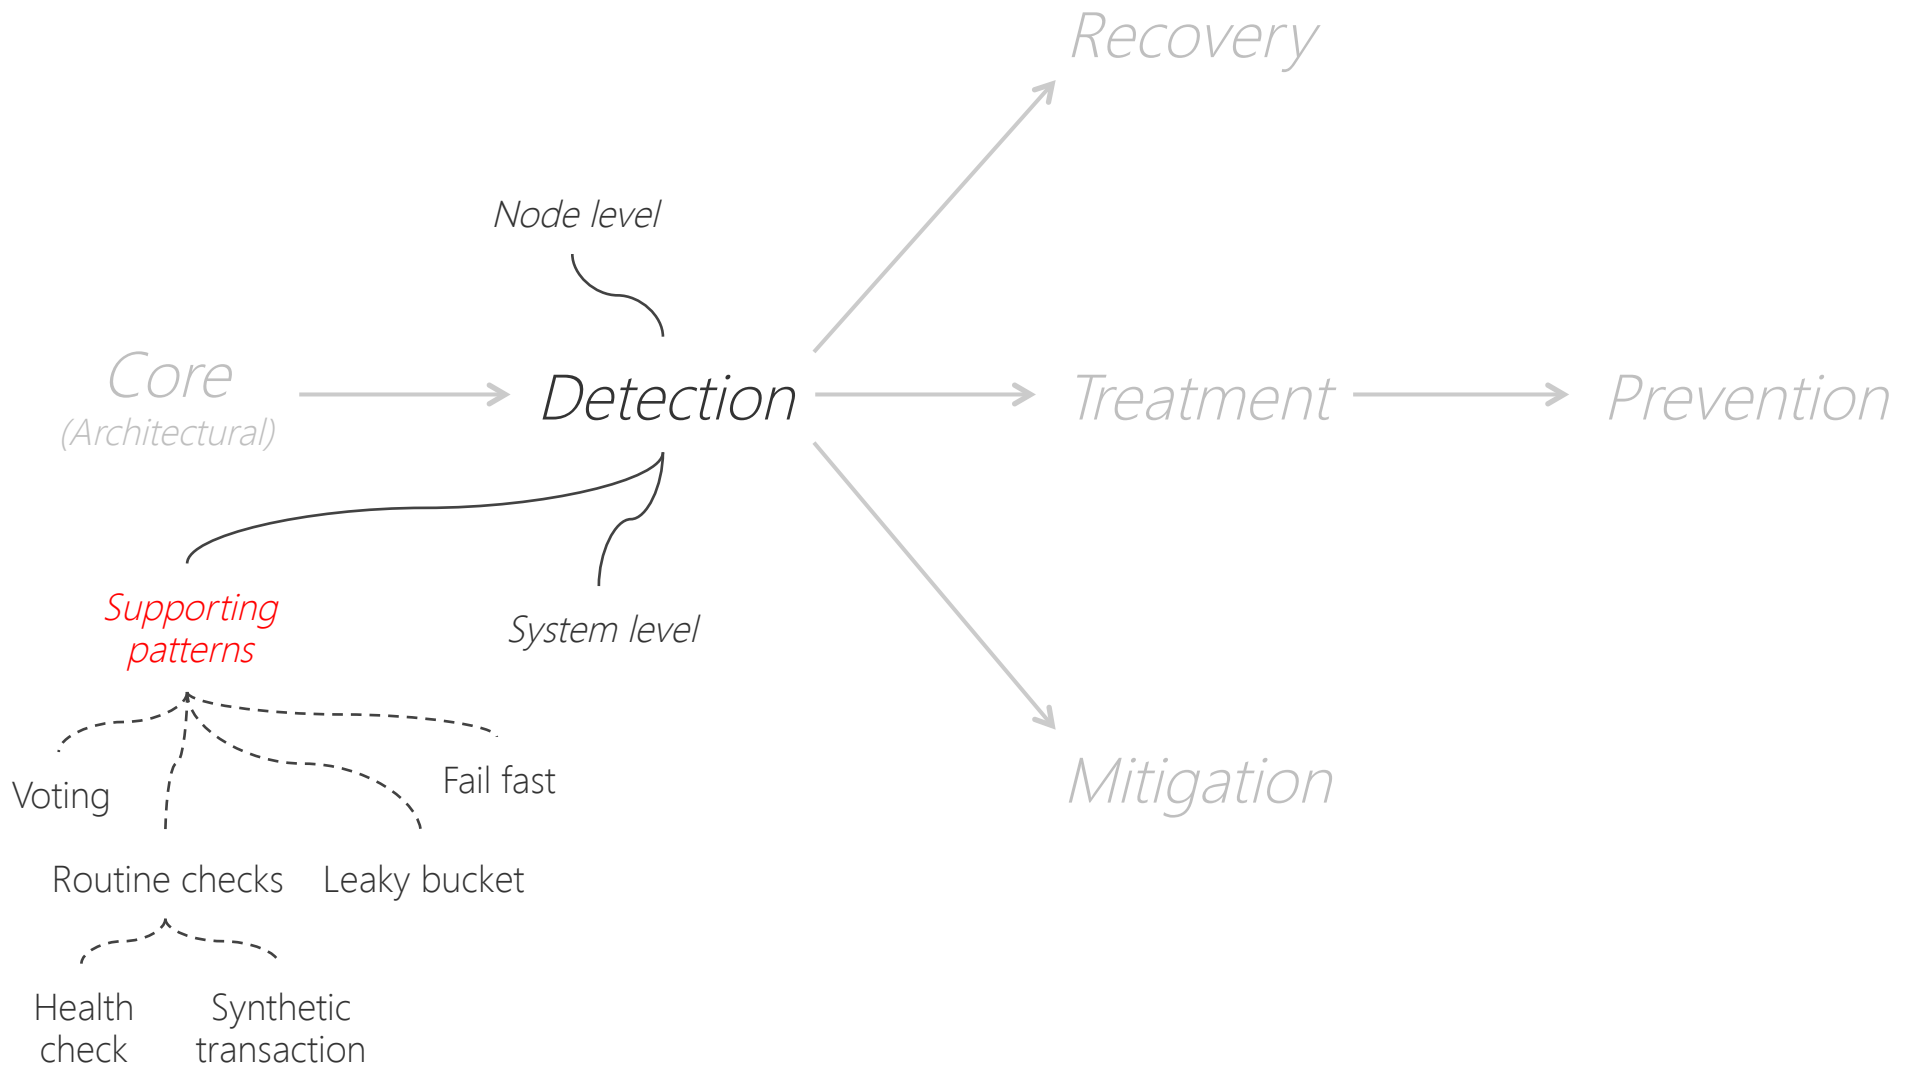 Recovery
Node level
Core
(Architectural)
Detection
Treatment
Prevention
Supporting
patterns
System level
Voting
Fail fast
Mitigation
Routine checks
Leaky bucket
Health
check
Synthetic
transaction